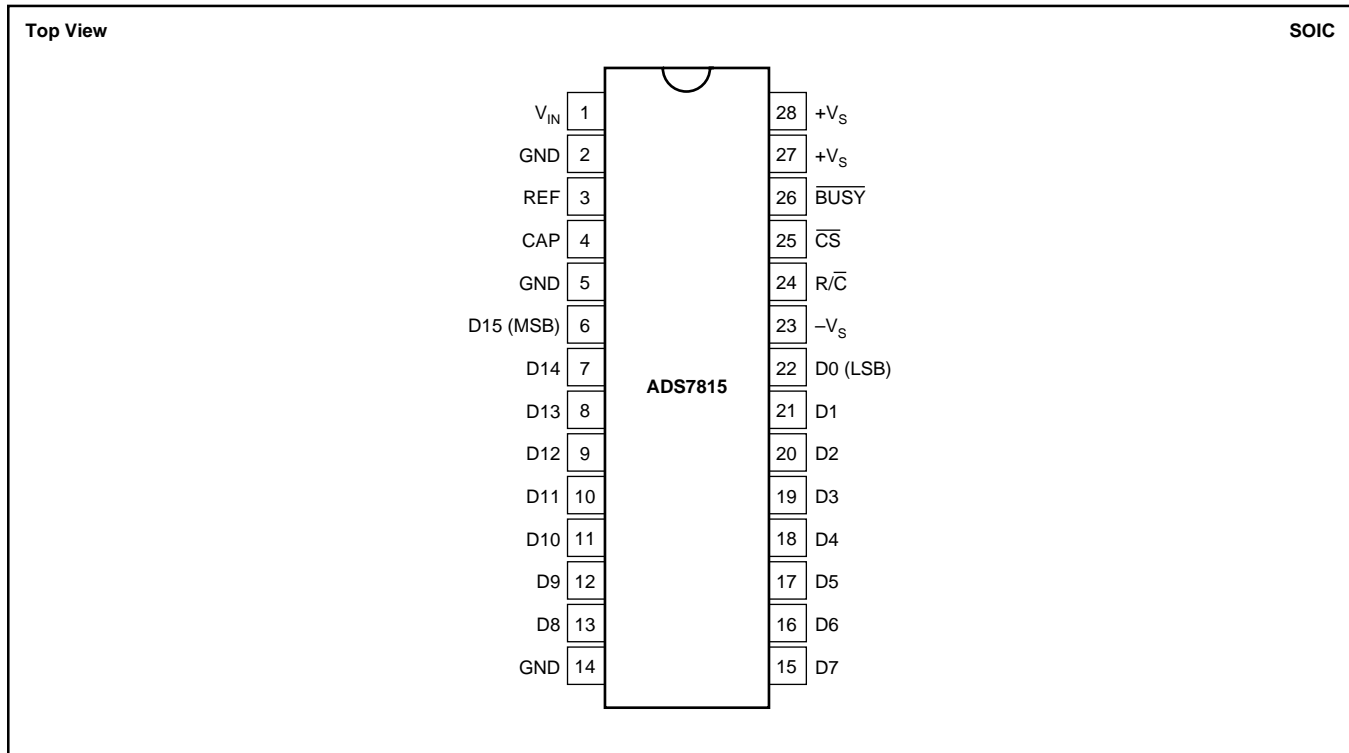 Top View SOIC
V_IN 1 28 +V_S
GND 2 27 +V_S
REF 3 26 B̅U̅S̅Y̅
CAP 4 25 C̅S̅
GND 5 24 R/C̅
D15 (MSB) 6 23 –V_S
D14 7 22 D0 (LSB)
ADS7815
D13 8 21 D1
D12 9 20 D2
D11 10 19 D3
D10 11 18 D4
D9 12 17 D5
D8 13 16 D6
GND 14 15 D7